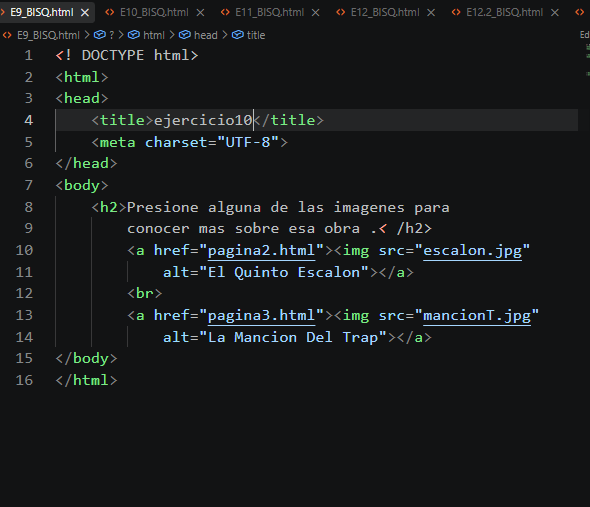 E9_BISQ.html × E10_BISQ.html × E11_BISQ.html × E12_BISQ.html × E12.2_BISQ.html ×
E9_BISQ.html > ? > html > head > title
1 <! DOCTYPE html>
2 <html>
3 <head>
4 <title>ejercicio10</title>
5 <meta charset="UTF-8">
6 </head>
7 <body>
8 <h2>Presione alguna de las imagenes para
9 conocer mas sobre esa obra .< /h2>
10 <a href="pagina2.html"><img src="escalon.jpg"
11 alt="El Quinto Escalon"></a>
12 <br>
13 <a href="pagina3.html"><img src="mancionT.jpg"
14 alt="La Mancion Del Trap"></a>
15 </body>
16 </html>